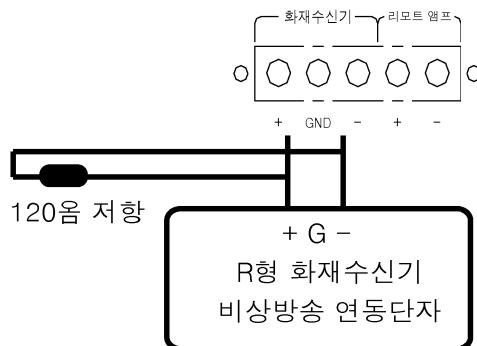 화재수신기 리모트 앰프
+ GND - + -
120옴 저항
+ G -
R형 화재수신기
비상방송 연동단자